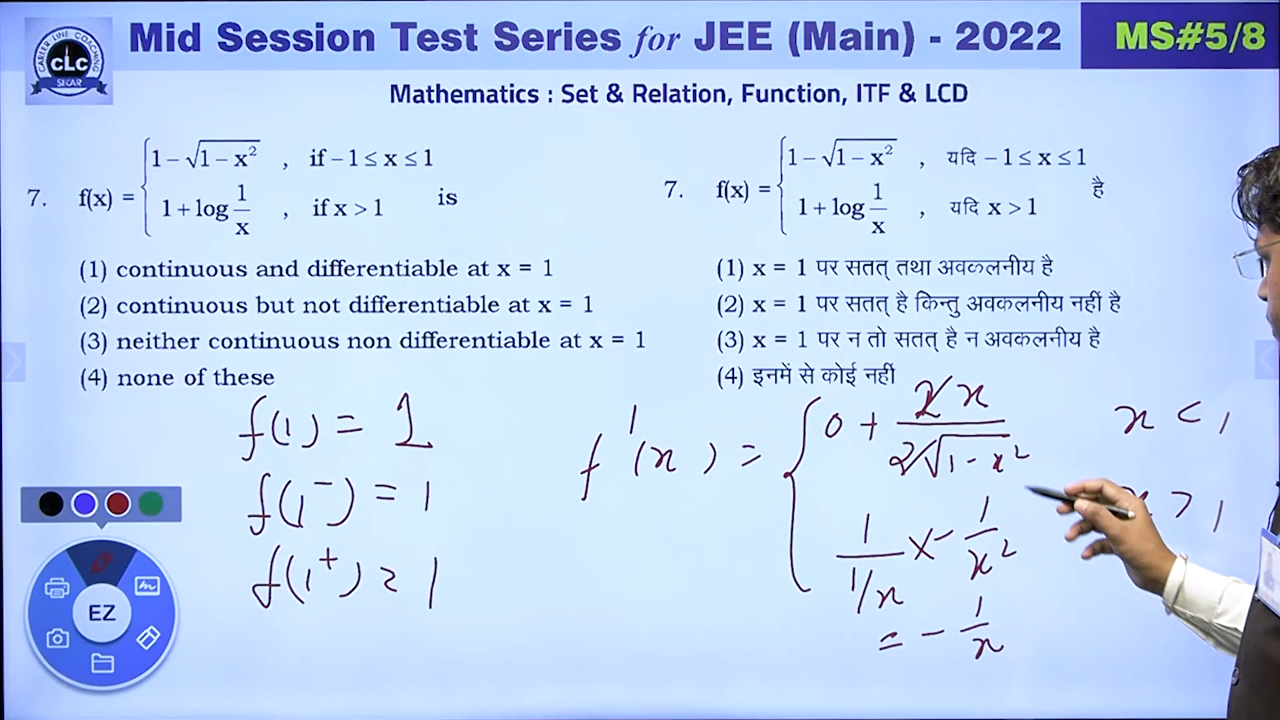 CAREER LINE COACHING
CLC
SIKAR
Mid Session Test Series for JEE (Main) - 2022
MS#5/8
Mathematics : Set & Relation, Function, ITF & LCD
7. f(x) = { 1 − √(1 − x²) , if −1 ≤ x ≤ 1
1 + log 1/x , if x > 1 is
(1) continuous and differentiable at x = 1
(2) continuous but not differentiable at x = 1
(3) neither continuous non differentiable at x = 1
(4) none of these
7. f(x) = { 1 − √(1 − x²) , यदि −1 ≤ x ≤ 1
1 + log 1/x , यदि x > 1 है
(1) x = 1 पर सतत् तथा अवकलनीय है
(2) x = 1 पर सतत् है किन्तु अवकलनीय नहीं है
(3) x = 1 पर न तो सतत् है न अवकलनीय है
(4) इनमें से कोई नहीं
f(1) = 1
f(1⁻) = 1
f(1⁺) = 1
f'(x) = { 0 + 2x / 2√(1 − x²) x < 1
1 / 1/x × − 1/x² x > 1
= − 1/x
EZ